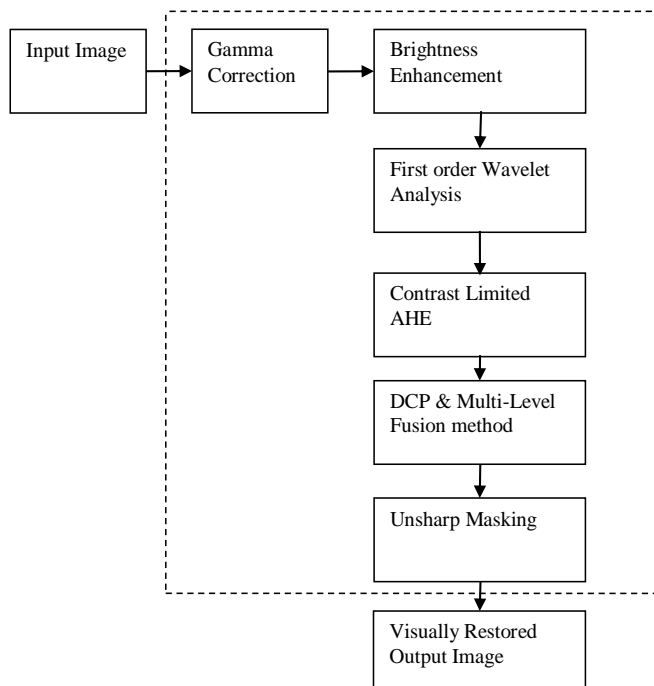 Input Image
Gamma
Correction
Brightness
Enhancement
First order Wavelet
Analysis
Contrast Limited
AHE
DCP & Multi-Level
Fusion method
Unsharp Masking
Visually Restored
Output Image